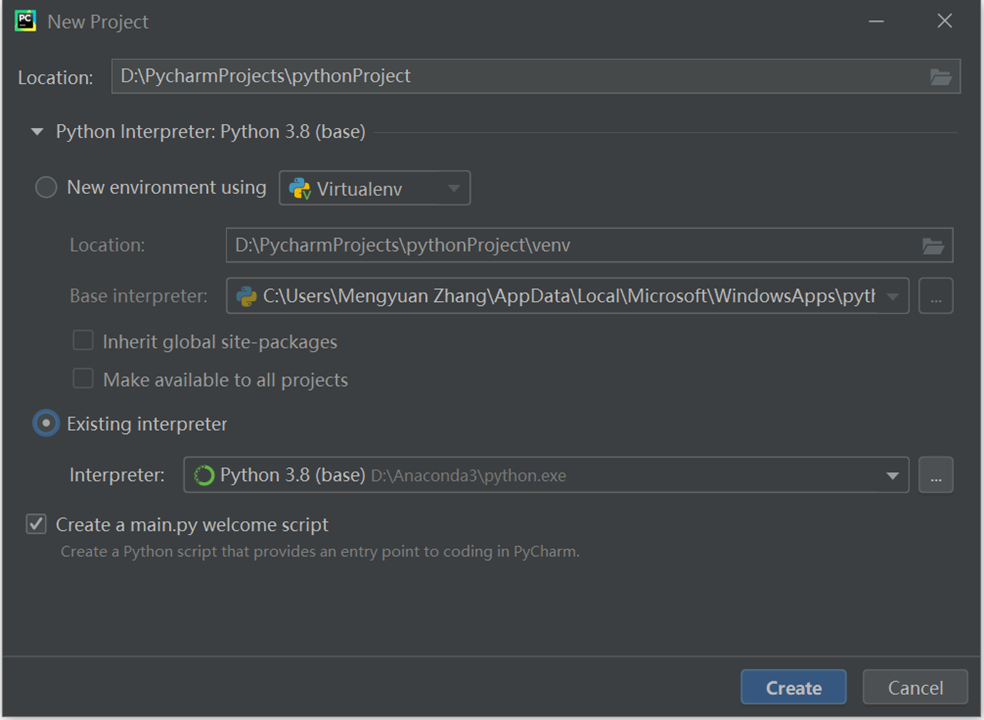 PC New Project
Location: D:\PycharmProjects\pythonProject
Python Interpreter: Python 3.8 (base)
New environment using Virtualenv
Location: D:\PycharmProjects\pythonProject\venv
Base interpreter: C:\Users\Mengyuan Zhang\AppData\Local\Microsoft\WindowsApps\pyth ...
Inherit global site-packages
Make available to all projects
Existing interpreter
Interpreter: Python 3.8 (base) D:\Anaconda3\python.exe ...
Create a main.py welcome script
Create a Python script that provides an entry point to coding in PyCharm.
Create Cancel